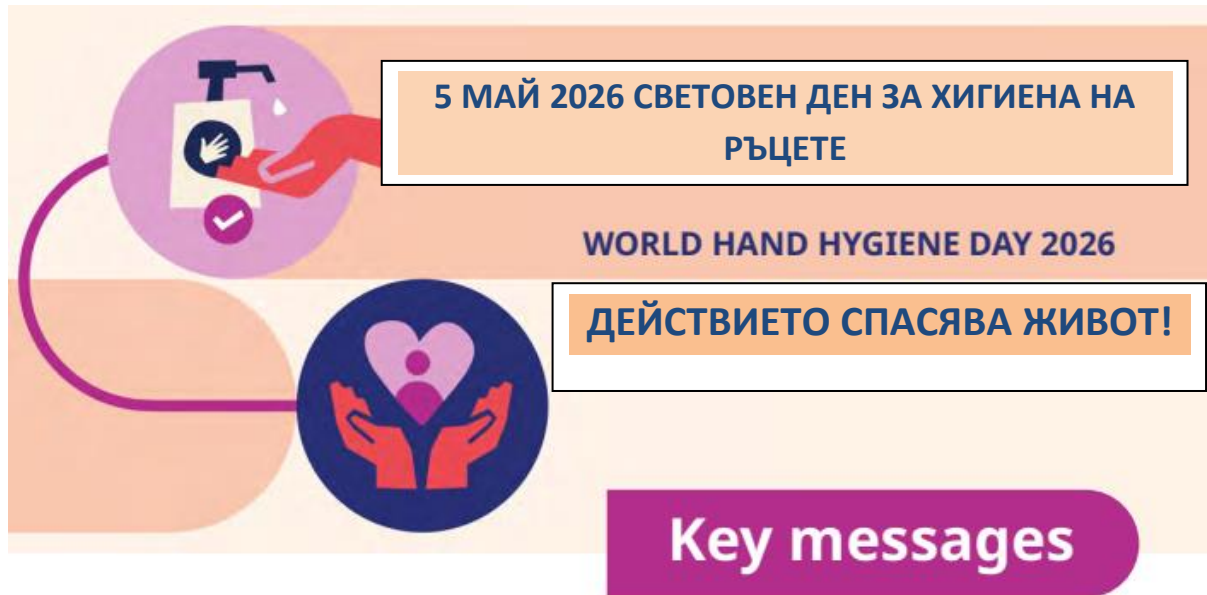 5 МАЙ 2026 СВЕТОВЕН ДЕН ЗА ХИГИЕНА НА
РЪЦЕТЕ
WORLD HAND HYGIENE DAY 2026
ДЕЙСТВИЕТО СПАСЯВА ЖИВОТ!
Key messages